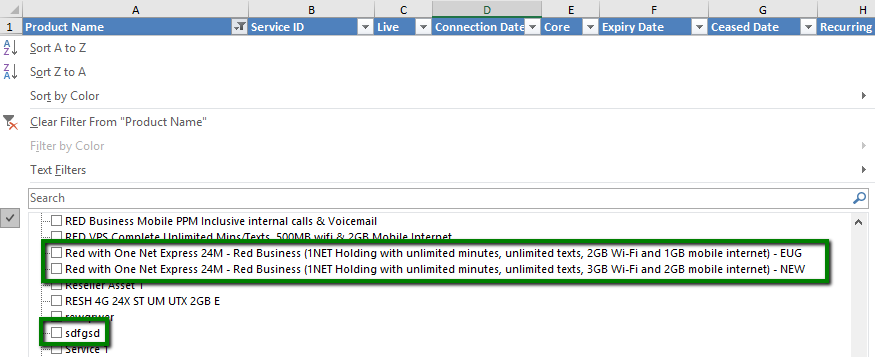 A B C D E F G H
1 Product Name Service ID Live Connection Date Core Expiry Date Ceased Date Recurring
Sort A to Z
Sort Z to A
Sort by Color
Clear Filter From "Product Name"
Filter by Color
Text Filters
Search
RED Business Mobile PPM Inclusive internal calls & Voicemail
RED VPS Complete Unlimited Mins/Texts, 500MB wifi & 2GB Mobile Internet
Red with One Net Express 24M - Red Business (1NET Holding with unlimited minutes, unlimited texts, 2GB Wi-Fi and 1GB mobile internet) - EUG
Red with One Net Express 24M - Red Business (1NET Holding with unlimited minutes, unlimited texts, 3GB Wi-Fi and 2GB mobile internet) - NEW
Reseller Asset 1
RESH 4G 24X ST UM UTX 2GB E
rewqrwer
sdfgsd
Service 1